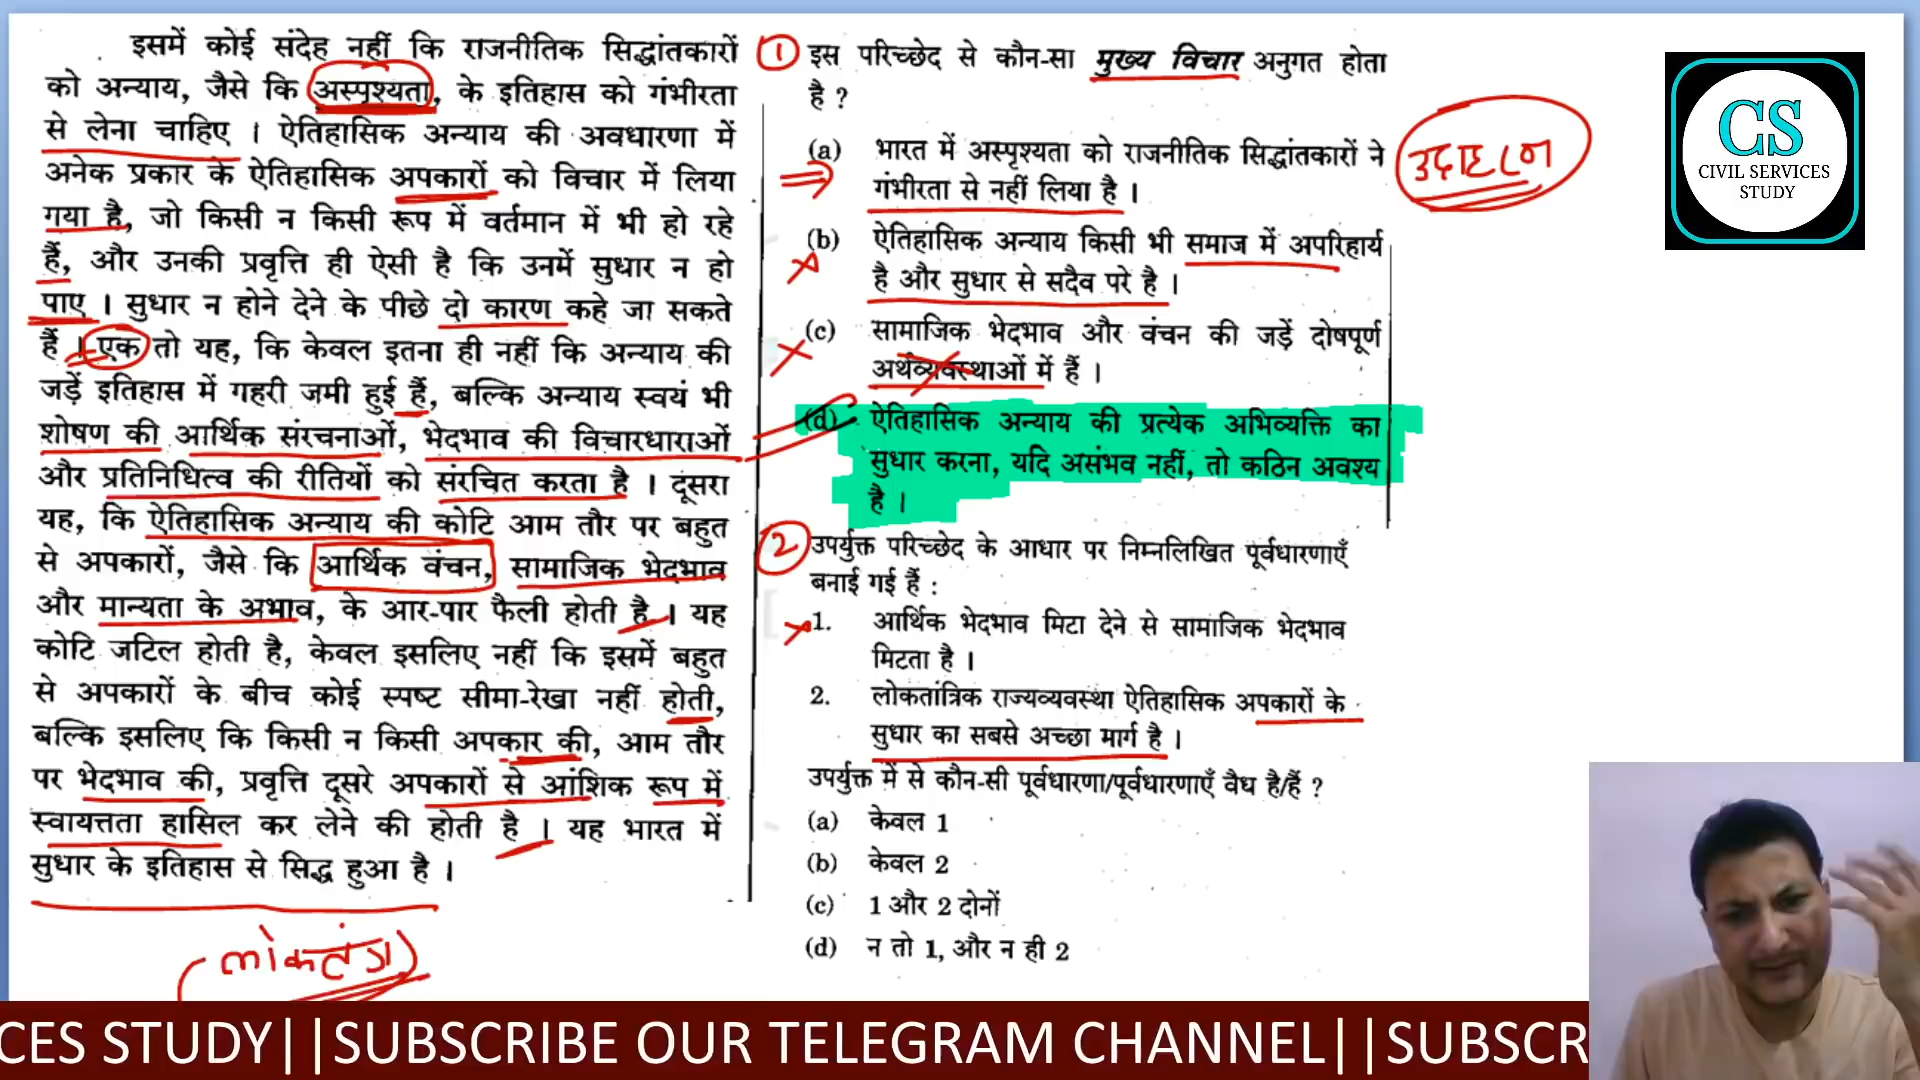 इसमें कोई संदेह नहीं कि राजनीतिक सिद्धांतकारों
को अन्याय, जैसे कि अस्पृश्यता, के इतिहास को गंभीरता
से लेना चाहिए । ऐतिहासिक अन्याय की अवधारणा में
अनेक प्रकार के ऐतिहासिक अपकारों को विचार में लिया
गया है, जो किसी न किसी रूप में वर्तमान में भी हो रहे
हैं, और उनकी प्रवृत्ति ही ऐसी है कि उनमें सुधार न हो
पाए । सुधार न होने देने के पीछे दो कारण कहे जा सकते
हैं । एक तो यह, कि केवल इतना ही नहीं कि अन्याय की
जड़ें इतिहास में गहरी जमी हुई हैं, बल्कि अन्याय स्वयं भी
शोषण की आर्थिक संरचनाओं, भेदभाव की विचारधाराओं
और प्रतिनिधित्व की रीतियों को संरचित करता है । दूसरा
यह, कि ऐतिहासिक अन्याय की कोटि आम तौर पर बहुत
से अपकारों, जैसे कि आर्थिक वंचन, सामाजिक भेदभाव
और मान्यता के अभाव, के आर-पार फैली होती है । यह
कोटि जटिल होती है, केवल इसलिए नहीं कि इसमें बहुत
से अपकारों के बीच कोई स्पष्ट सीमा-रेखा नहीं होती,
बल्कि इसलिए कि किसी न किसी अपकार की, आम तौर
पर भेदभाव की, प्रवृत्ति दूसरे अपकारों से आंशिक रूप में
स्वायत्तता हासिल कर लेने की होती है । यह भारत में
सुधार के इतिहास से सिद्ध हुआ है ।
(लोकतंत्र)
1 इस परिच्छेद से कौन-सा मुख्य विचार अनुगत होता
है ?
(a) भारत में अस्पृश्यता को राजनीतिक सिद्धांतकारों ने
गंभीरता से नहीं लिया है ।
उदाहरण
(b) ऐतिहासिक अन्याय किसी भी समाज में अपरिहार्य
है और सुधार से सदैव परे है ।
(c) सामाजिक भेदभाव और वंचन की जड़ें दोषपूर्ण
अर्थव्यवस्थाओं में हैं ।
(d) ऐतिहासिक अन्याय की प्रत्येक अभिव्यक्ति का
सुधार करना, यदि असंभव नहीं, तो कठिन अवश्य
है ।
2 उपर्युक्त परिच्छेद के आधार पर निम्नलिखित पूर्वधारणाएँ
बनाई गई हैं :
1. आर्थिक भेदभाव मिटा देने से सामाजिक भेदभाव
मिटता है ।
2. लोकतांत्रिक राज्यव्यवस्था ऐतिहासिक अपकारों के
सुधार का सबसे अच्छा मार्ग है ।
उपर्युक्त में से कौन-सी पूर्वधारणा/पूर्वधारणाएँ वैध है/हैं ?
(a) केवल 1
(b) केवल 2
(c) 1 और 2 दोनों
(d) न तो 1, और न ही 2
CS
CIVIL SERVICES
STUDY
CES STUDY||SUBSCRIBE OUR TELEGRAM CHANNEL||SUBSCR